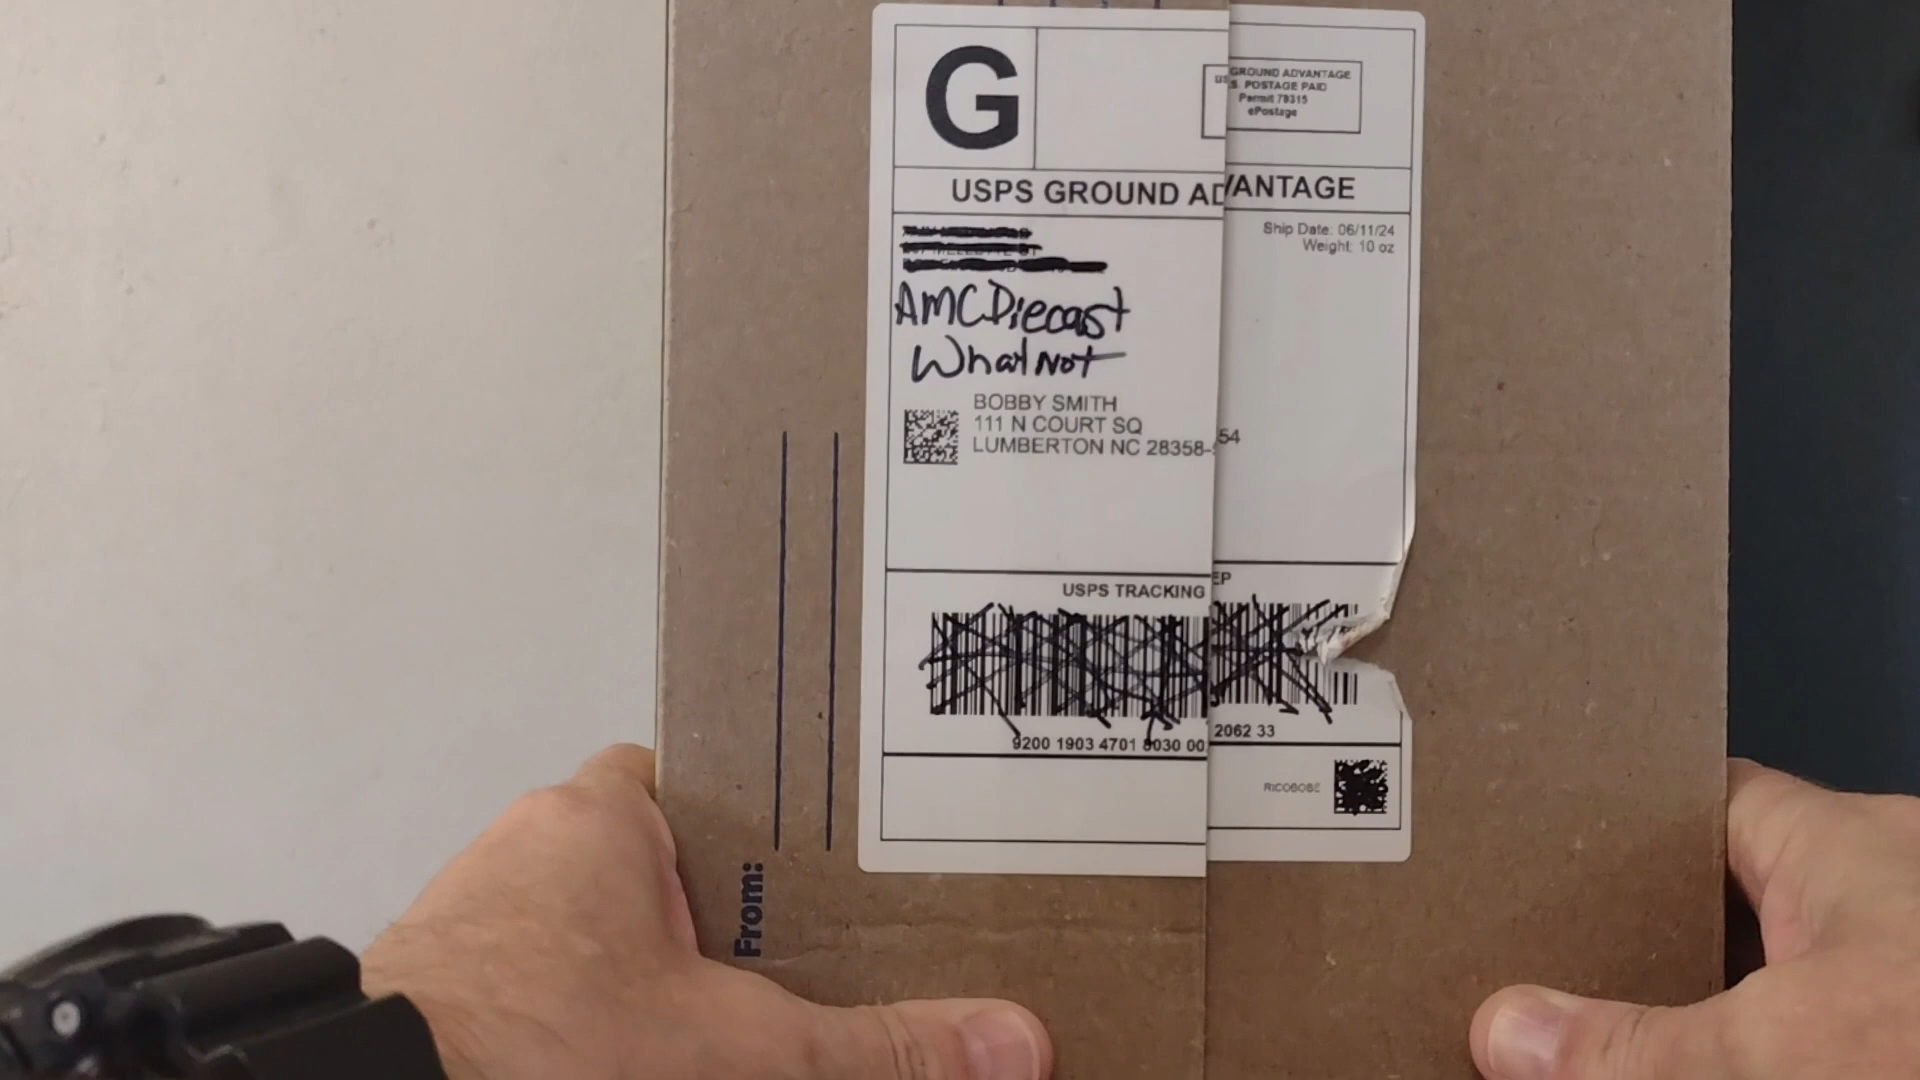 G
GROUND ADVANTAGE
U.S. POSTAGE PAID
Permit 79315
ePostage
USPS GROUND ADVANTAGE
Ship Date: 06/11/24
Weight: 10 oz
AMCDiecast
WhatNot
BOBBY SMITH
111 N COURT SQ
LUMBERTON NC 28358- 54
USPS TRACKING EP
9200 1903 4701 8030 00 2062 33
RICOBOBE
From: